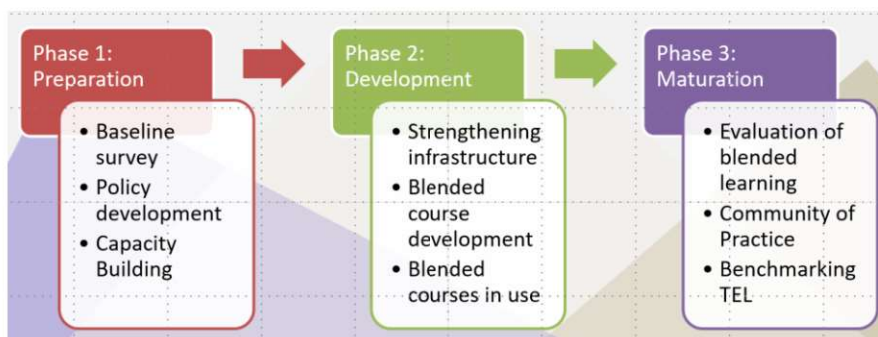 Phase 1:
Preparation
• Baseline
survey
• Policy
development
• Capacity
Building
Phase 2:
Development
• Strengthening
infrastructure
• Blended
course
development
• Blended
courses in use
Phase 3:
Maturation
• Evaluation of
blended
learning
• Community of
Practice
• Benchmarking
TEL